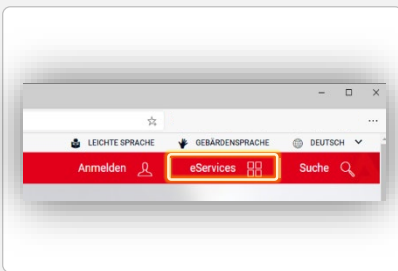 LEICHTE SPRACHE GEBÄRDENSPRACHE DEUTSCH
Anmelden eServices Suche